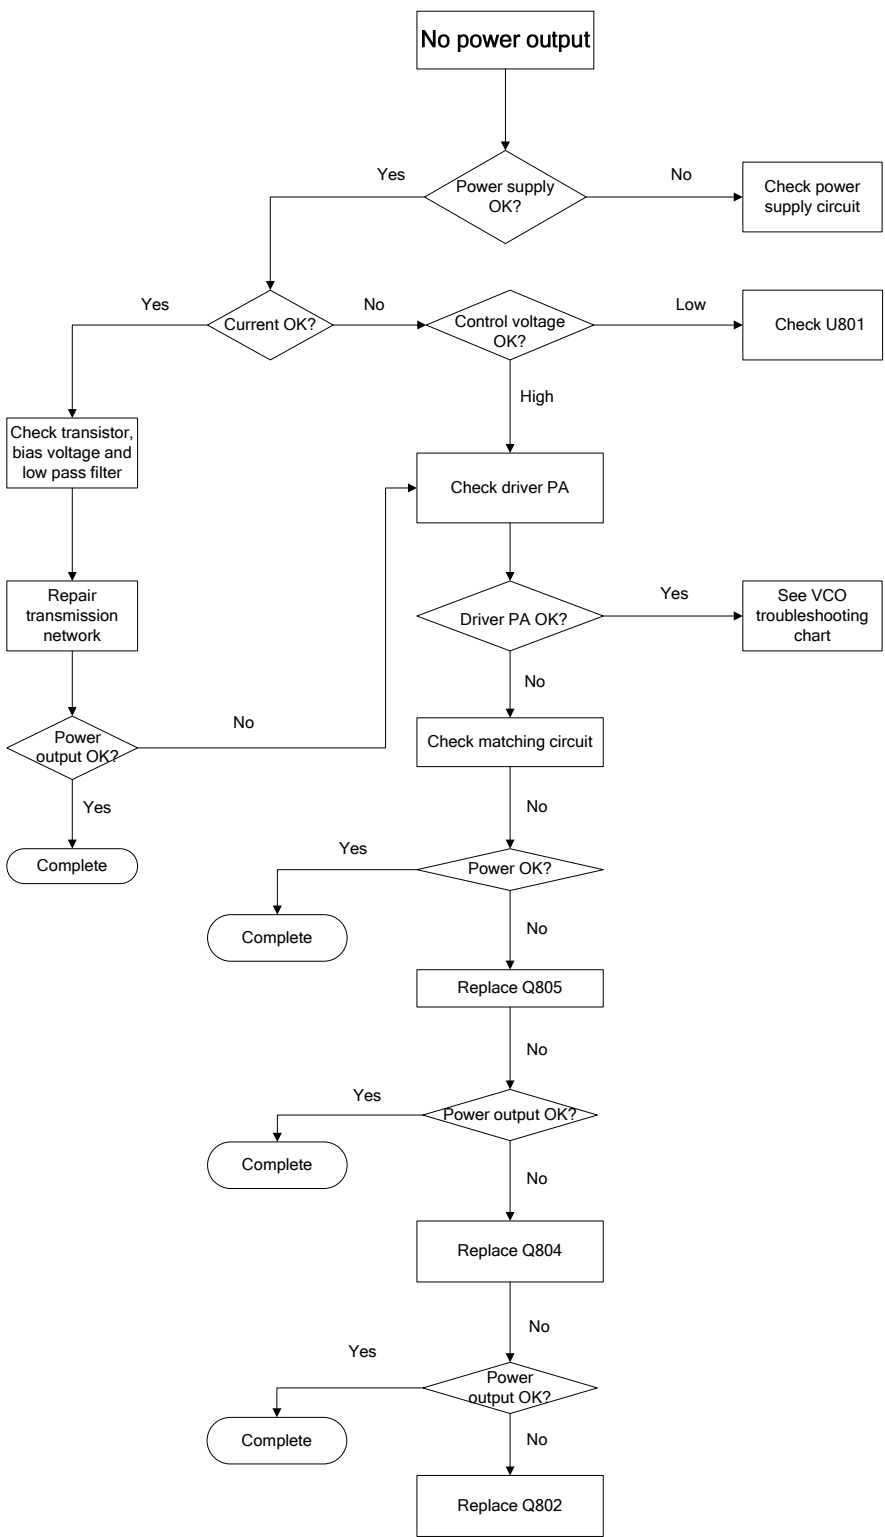 No power output
Yes
Power supply
OK?
No
Check power
supply circuit
Yes
Current OK?
No
Control voltage
OK?
Low
Check U801
High
Check transistor,
bias voltage and
low pass filter
Check driver PA
Repair
transmission
network
Driver PA OK?
Yes
See VCO
troubleshooting
chart
No
Power
output OK?
No
Check matching circuit
Yes
No
Complete
Yes
Power OK?
Complete
No
Replace Q805
No
Yes
Power output OK?
Complete
No
Replace Q804
No
Yes
Power
output OK?
Complete
No
Replace Q802